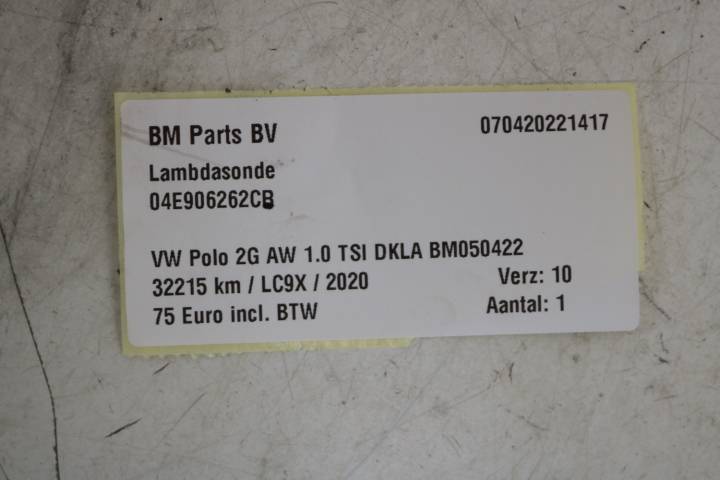 BM Parts BV 070420221417
Lambdasonde
04E906262CB
VW Polo 2G AW 1.0 TSI DKLA BM050422
32215 km / LC9X / 2020 Verz: 10
75 Euro incl. BTW Aantal: 1